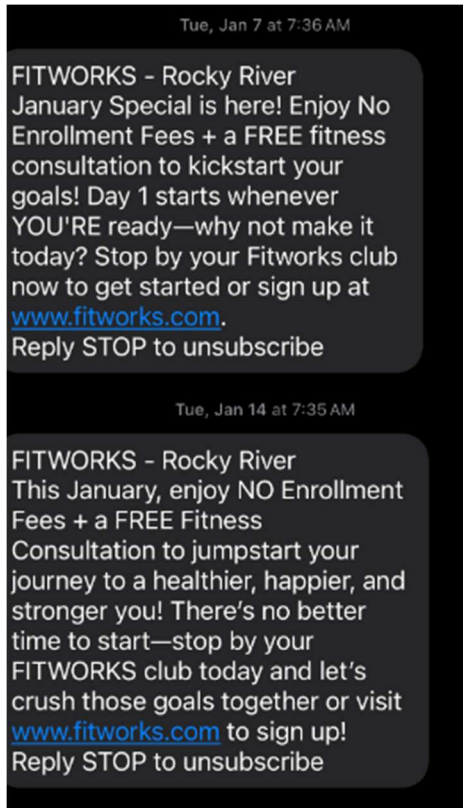 Tue, Jan 7 at 7:36 AM
FITWORKS - Rocky River
January Special is here! Enjoy No
Enrollment Fees + a FREE fitness
consultation to kickstart your
goals! Day 1 starts whenever
YOU'RE ready—why not make it
today? Stop by your Fitworks club
now to get started or sign up at
www.fitworks.com.
Reply STOP to unsubscribe
Tue, Jan 14 at 7:35 AM
FITWORKS - Rocky River
This January, enjoy NO Enrollment
Fees + a FREE Fitness
Consultation to jumpstart your
journey to a healthier, happier, and
stronger you! There's no better
time to start—stop by your
FITWORKS club today and let's
crush those goals together or visit
www.fitworks.com to sign up!
Reply STOP to unsubscribe